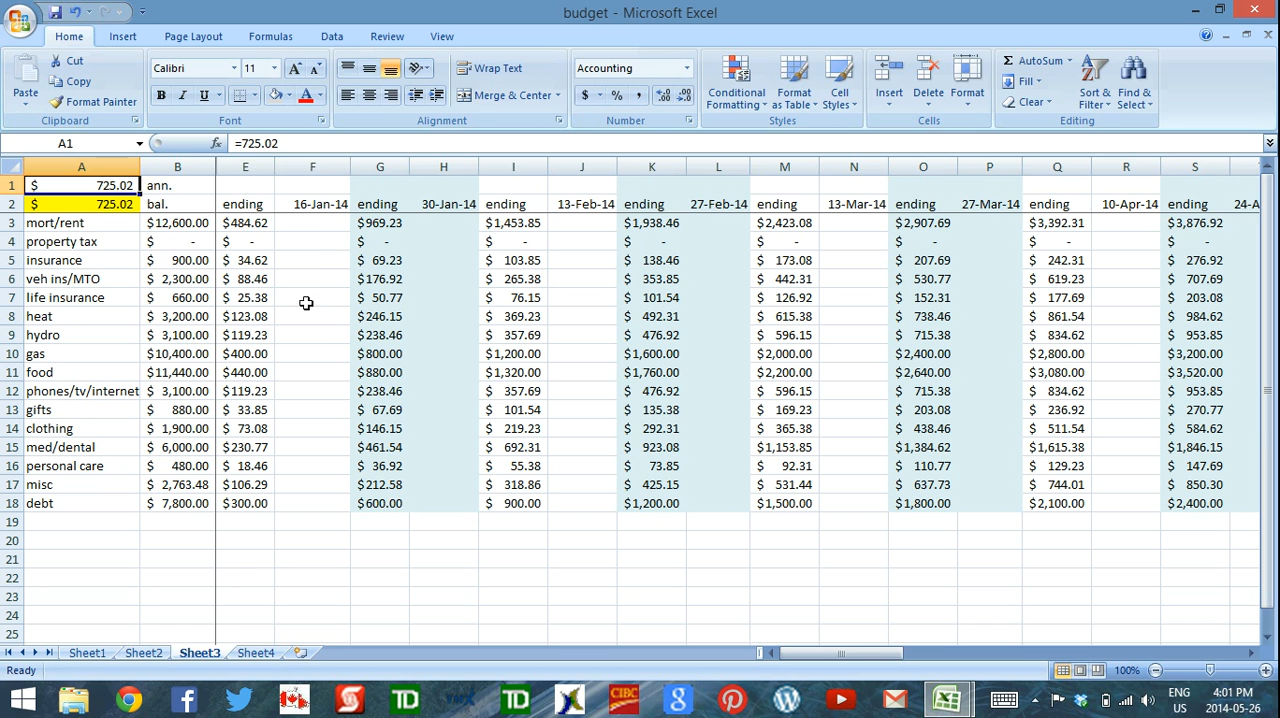 budget - Microsoft Excel
Home Insert Page Layout Formulas Data Review View
Cut Calibri 11 A A Wrap Text Accounting AutoSum
Copy Fill
Paste Format Painter B I U A Merge & Center $ % , Conditional Formatting Format as Table Cell Styles Insert Delete Format Clear Sort & Filter Find & Select
Clipboard Font Alignment Number Styles Cells Editing
A1 fx =725.02
A B E F G H I J K L M N O P Q R S
1 $ 725.02 ann.
2 $ 725.02 bal. ending 16-Jan-14 ending 30-Jan-14 ending 13-Feb-14 ending 27-Feb-14 ending 13-Mar-14 ending 27-Mar-14 ending 10-Apr-14 ending 24-A
3 mort/rent $12,600.00 $484.62 $969.23 $1,453.85 $1,938.46 $2,423.08 $2,907.69 $3,392.31 $3,876.92
4 property tax $ - $ - $ - $ - $ - $ - $ - $ - $ -
5 insurance $ 900.00 $ 34.62 $ 69.23 $ 103.85 $ 138.46 $ 173.08 $ 207.69 $ 242.31 $ 276.92
6 veh ins/MTO $ 2,300.00 $ 88.46 $176.92 $ 265.38 $ 353.85 $ 442.31 $ 530.77 $ 619.23 $ 707.69
7 life insurance $ 660.00 $ 25.38 $ 50.77 $ 76.15 $ 101.54 $ 126.92 $ 152.31 $ 177.69 $ 203.08
8 heat $ 3,200.00 $123.08 $246.15 $ 369.23 $ 492.31 $ 615.38 $ 738.46 $ 861.54 $ 984.62
9 hydro $ 3,100.00 $119.23 $238.46 $ 357.69 $ 476.92 $ 596.15 $ 715.38 $ 834.62 $ 953.85
10 gas $10,400.00 $400.00 $800.00 $1,200.00 $1,600.00 $2,000.00 $2,400.00 $2,800.00 $3,200.00
11 food $11,440.00 $440.00 $880.00 $1,320.00 $1,760.00 $2,200.00 $2,640.00 $3,080.00 $3,520.00
12 phones/tv/internet $ 3,100.00 $119.23 $238.46 $ 357.69 $ 476.92 $ 596.15 $ 715.38 $ 834.62 $ 953.85
13 gifts $ 880.00 $ 33.85 $ 67.69 $ 101.54 $ 135.38 $ 169.23 $ 203.08 $ 236.92 $ 270.77
14 clothing $ 1,900.00 $ 73.08 $146.15 $ 219.23 $ 292.31 $ 365.38 $ 438.46 $ 511.54 $ 584.62
15 med/dental $ 6,000.00 $230.77 $461.54 $ 692.31 $ 923.08 $1,153.85 $1,384.62 $1,615.38 $1,846.15
16 personal care $ 480.00 $ 18.46 $ 36.92 $ 55.38 $ 73.85 $ 92.31 $ 110.77 $ 129.23 $ 147.69
17 misc $ 2,763.48 $106.29 $212.58 $ 318.86 $ 425.15 $ 531.44 $ 637.73 $ 744.01 $ 850.30
18 debt $ 7,800.00 $300.00 $600.00 $ 900.00 $1,200.00 $1,500.00 $1,800.00 $2,100.00 $2,400.00
19
20
21
22
23
24
25
Sheet1 Sheet2 Sheet3 Sheet4
Ready 100%
TD TD CIBC ENG 4:01 PM
US 2014-05-26